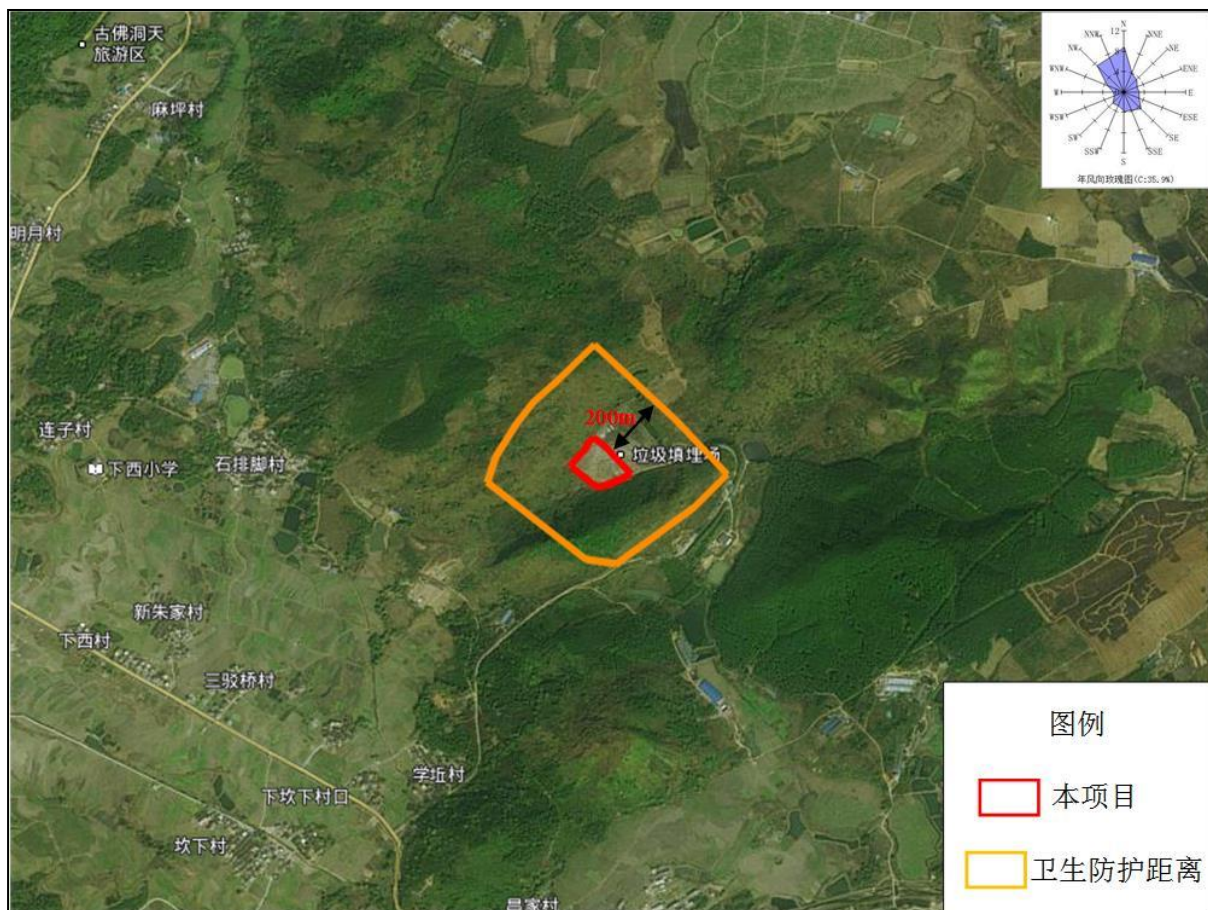 古佛洞天
旅游区
麻坪村
明月村
连子村
下西小学
石排脚村
200m
垃圾填埋场
新朱家村
下西村
三驳桥村
学坵村
下坎下村口
坎下村
吕家村
N
NNE
NE
ENE
E
ESE
SE
SSE
S
SSW
SW
WSW
W
WNW
NW
NNW
12
年风向玫瑰图(C:35.9%)
图例
本项目
卫生防护距离